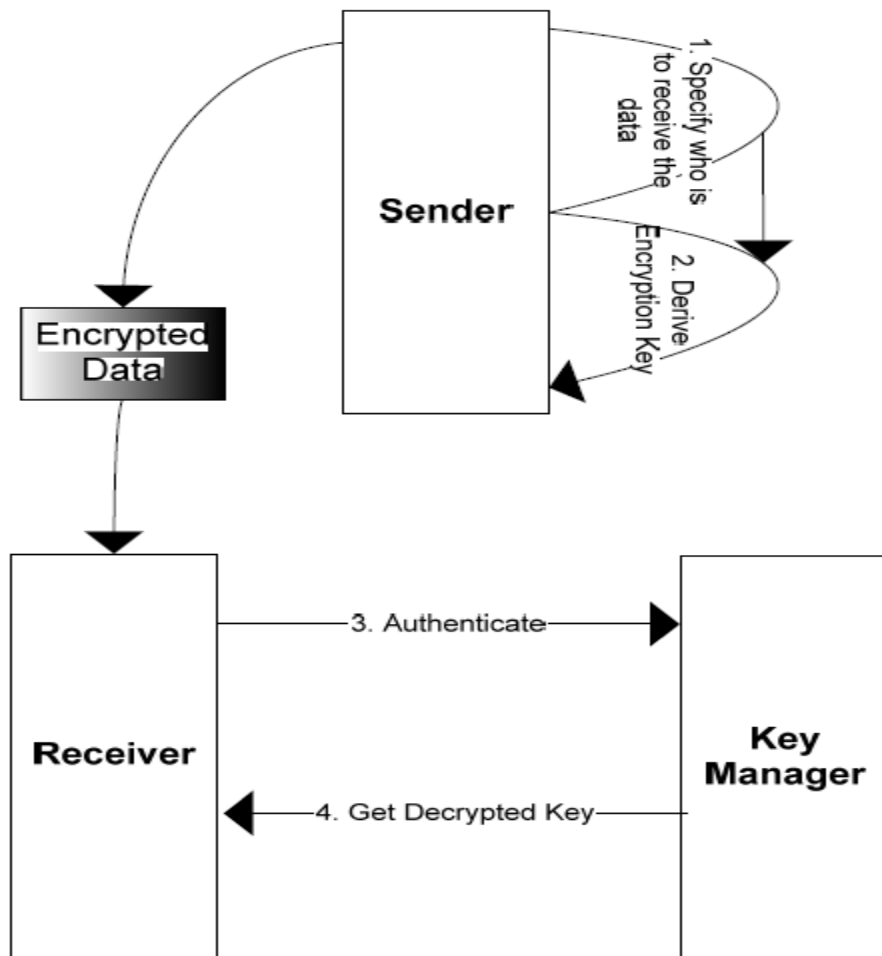 1. Specify who is
to receive the
data
Sender
2. Derive
Encryption Key
Encrypted
Data
3. Authenticate
Receiver
Key
Manager
4. Get Decrypted Key